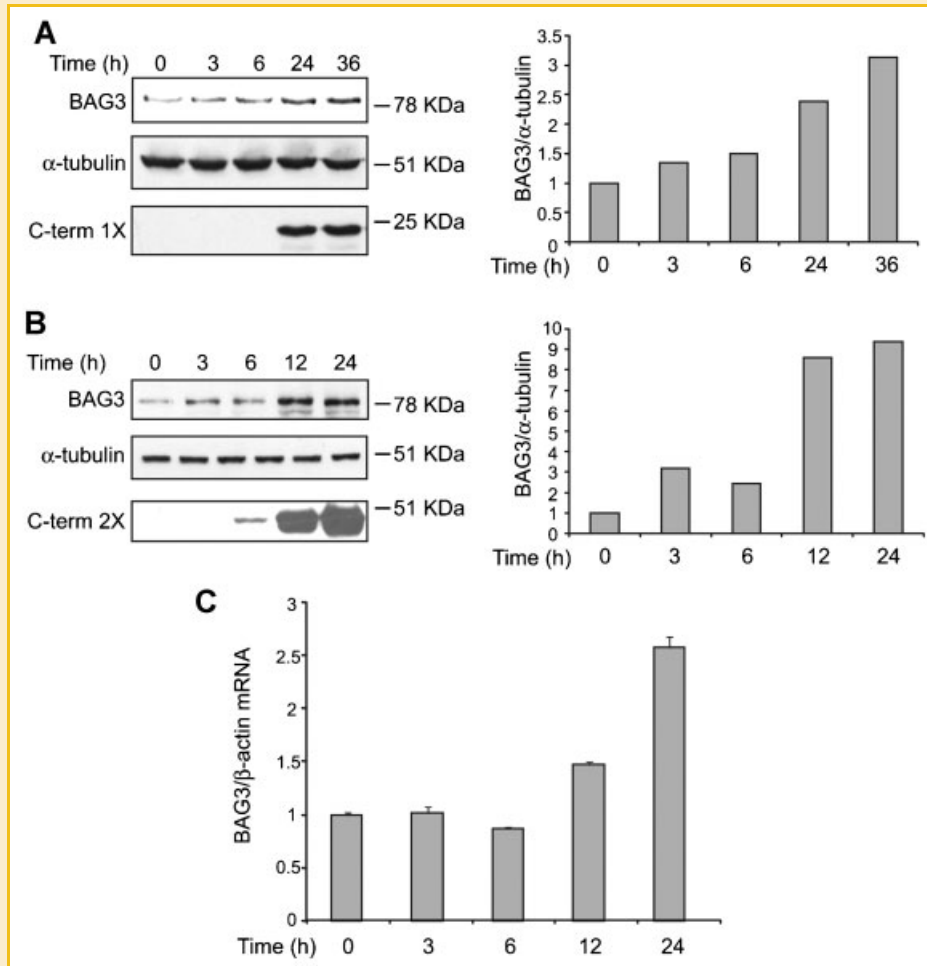 A
Time (h) 0 3 6 24 36
BAG3 –78 KDa
α-tubulin –51 KDa
C-term 1X –25 KDa
3.5
3
2.5
2
1.5
1
0.5
0
BAG3/α-tubulin
Time (h) 0 3 6 24 36
B
Time (h) 0 3 6 12 24
BAG3 –78 KDa
α-tubulin –51 KDa
C-term 2X –51 KDa
10
9
8
7
6
5
4
3
2
1
0
BAG3/α-tubulin
Time (h) 0 3 6 12 24
C
3
2.5
2
1.5
1
0.5
0
BAG3/β-actin mRNA
Time (h) 0 3 6 12 24